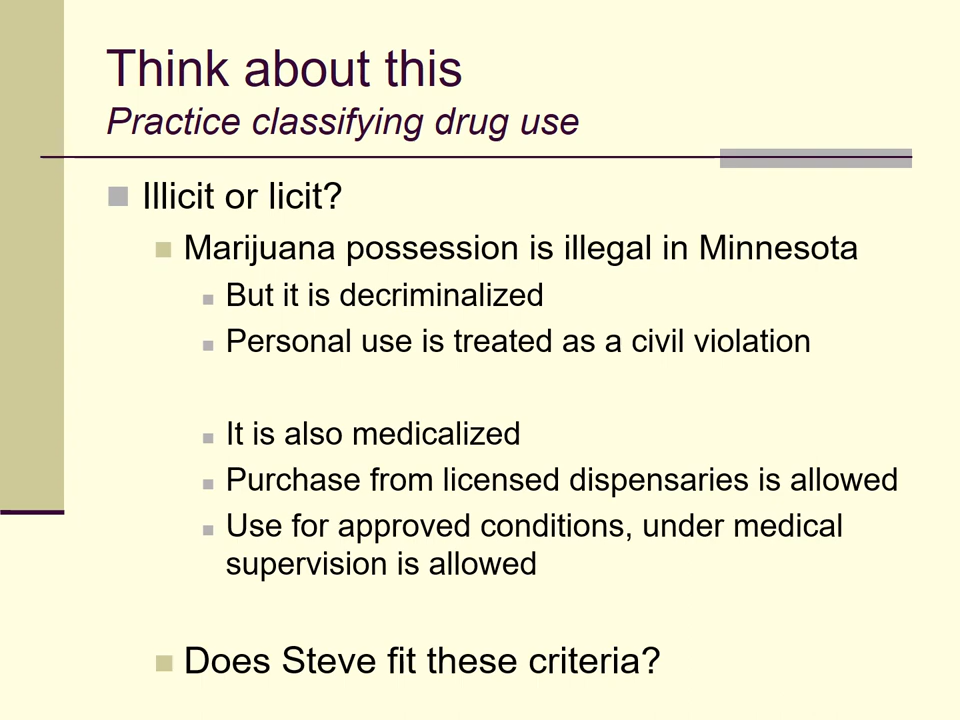 Think about this
Practice classifying drug use
Illicit or licit?
Marijuana possession is illegal in Minnesota
But it is decriminalized
Personal use is treated as a civil violation
It is also medicalized
Purchase from licensed dispensaries is allowed
Use for approved conditions, under medical
supervision is allowed
Does Steve fit these criteria?